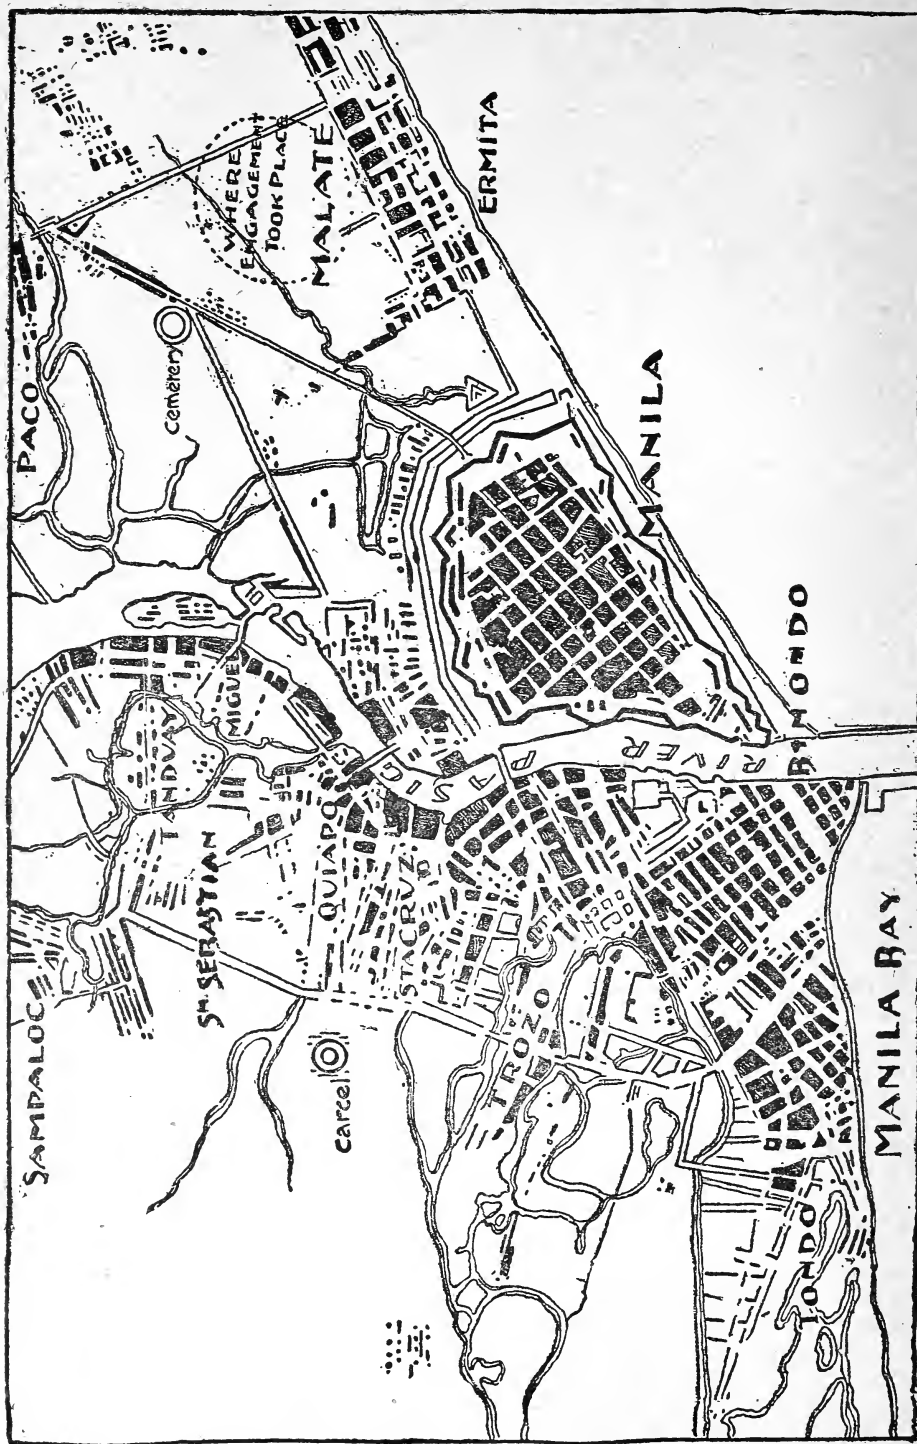 SAMPALOC
PACO
TANDUAY
MIGUEL
Sn. SEBASTIAN
Cemetery
WHERE
ENGAGEMENT
TOOK PLACE
Carcel
QUIAPO
MALATE
STA CRUZ
PASIG RIVER
ERMITA
TROZO
MANILA
BINONDO
TONDO
MANILA BAY